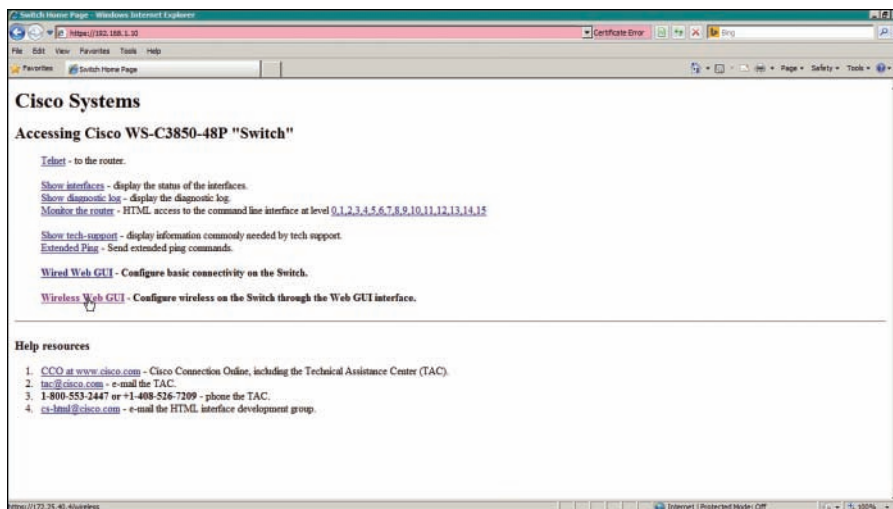 Switch Home Page - Windows Internet Explorer
https://192.168.1.10
Certificate Error
Bing
File Edit View Favorites Tools Help
Favorites Switch Home Page
Page Safety Tools
Cisco Systems
Accessing Cisco WS-C3850-48P "Switch"
Telnet - to the router.
Show interfaces - display the status of the interfaces.
Show diagnostic log - display the diagnostic log.
Monitor the router - HTML access to the command line interface at level 0,1,2,3,4,5,6,7,8,9,10,11,12,13,14,15
Show tech-support - display information commonly needed by tech support.
Extended Ping - Send extended ping commands.
Wired Web GUI - Configure basic connectivity on the Switch.
Wireless Web GUI - Configure wireless on the Switch through the Web GUI interface.
Help resources
1. CCO at www.cisco.com - Cisco Connection Online, including the Technical Assistance Center (TAC).
2. tac@cisco.com - e-mail the TAC.
3. 1-800-553-2447 or +1-408-526-7209 - phone the TAC.
4. cs-html@cisco.com - e-mail the HTML interface development group.
https://172.25.40.4/wireless
Internet | Protected Mode: Off
100%